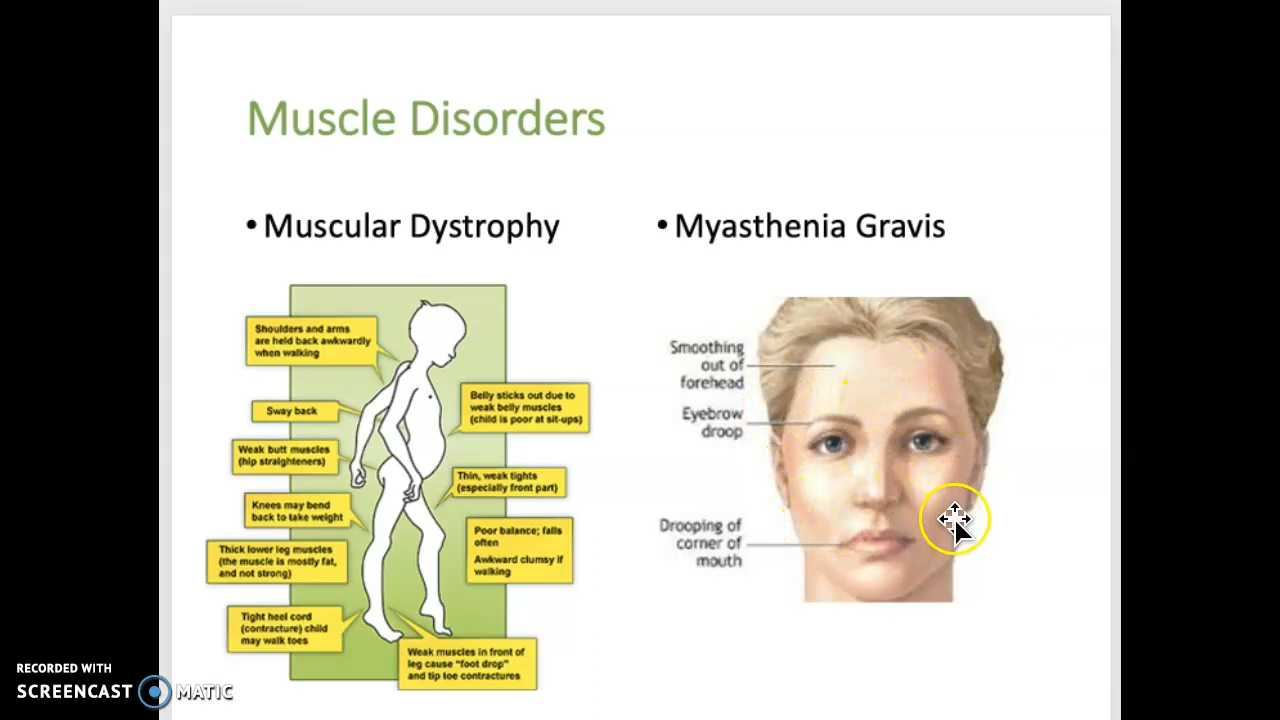 Muscle Disorders
• Muscular Dystrophy
• Myasthenia Gravis
Shoulders and arms
are held back awkwardly
when walking
Sway back
Weak butt muscles
(hip straighteners)
Knees may bend
back to take weight
Thick lower leg muscles
(the muscle is mostly fat,
and not strong)
Tight heel cord
(contracture) child
may walk toes
Belly sticks out due to
weak belly muscles
(child is poor at sit-ups)
Thin, weak tights
(especially front part)
Poor balance; falls
often
Awkward clumsy if
walking
Weak muscles in front of
leg cause "foot drop"
and tip toe contractures
Smoothing
out of
forehead
Eyebrow
droop
Drooping of
corner of
mouth
RECORDED WITH
SCREENCAST MATIC